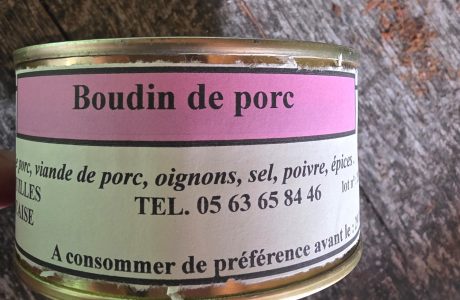 Boudin de porc
porc, viande de porc, oignons, sel, poivre, épices.
lot n°
TEL. 05 63 65 84 46
A consommer de préférence avant le :